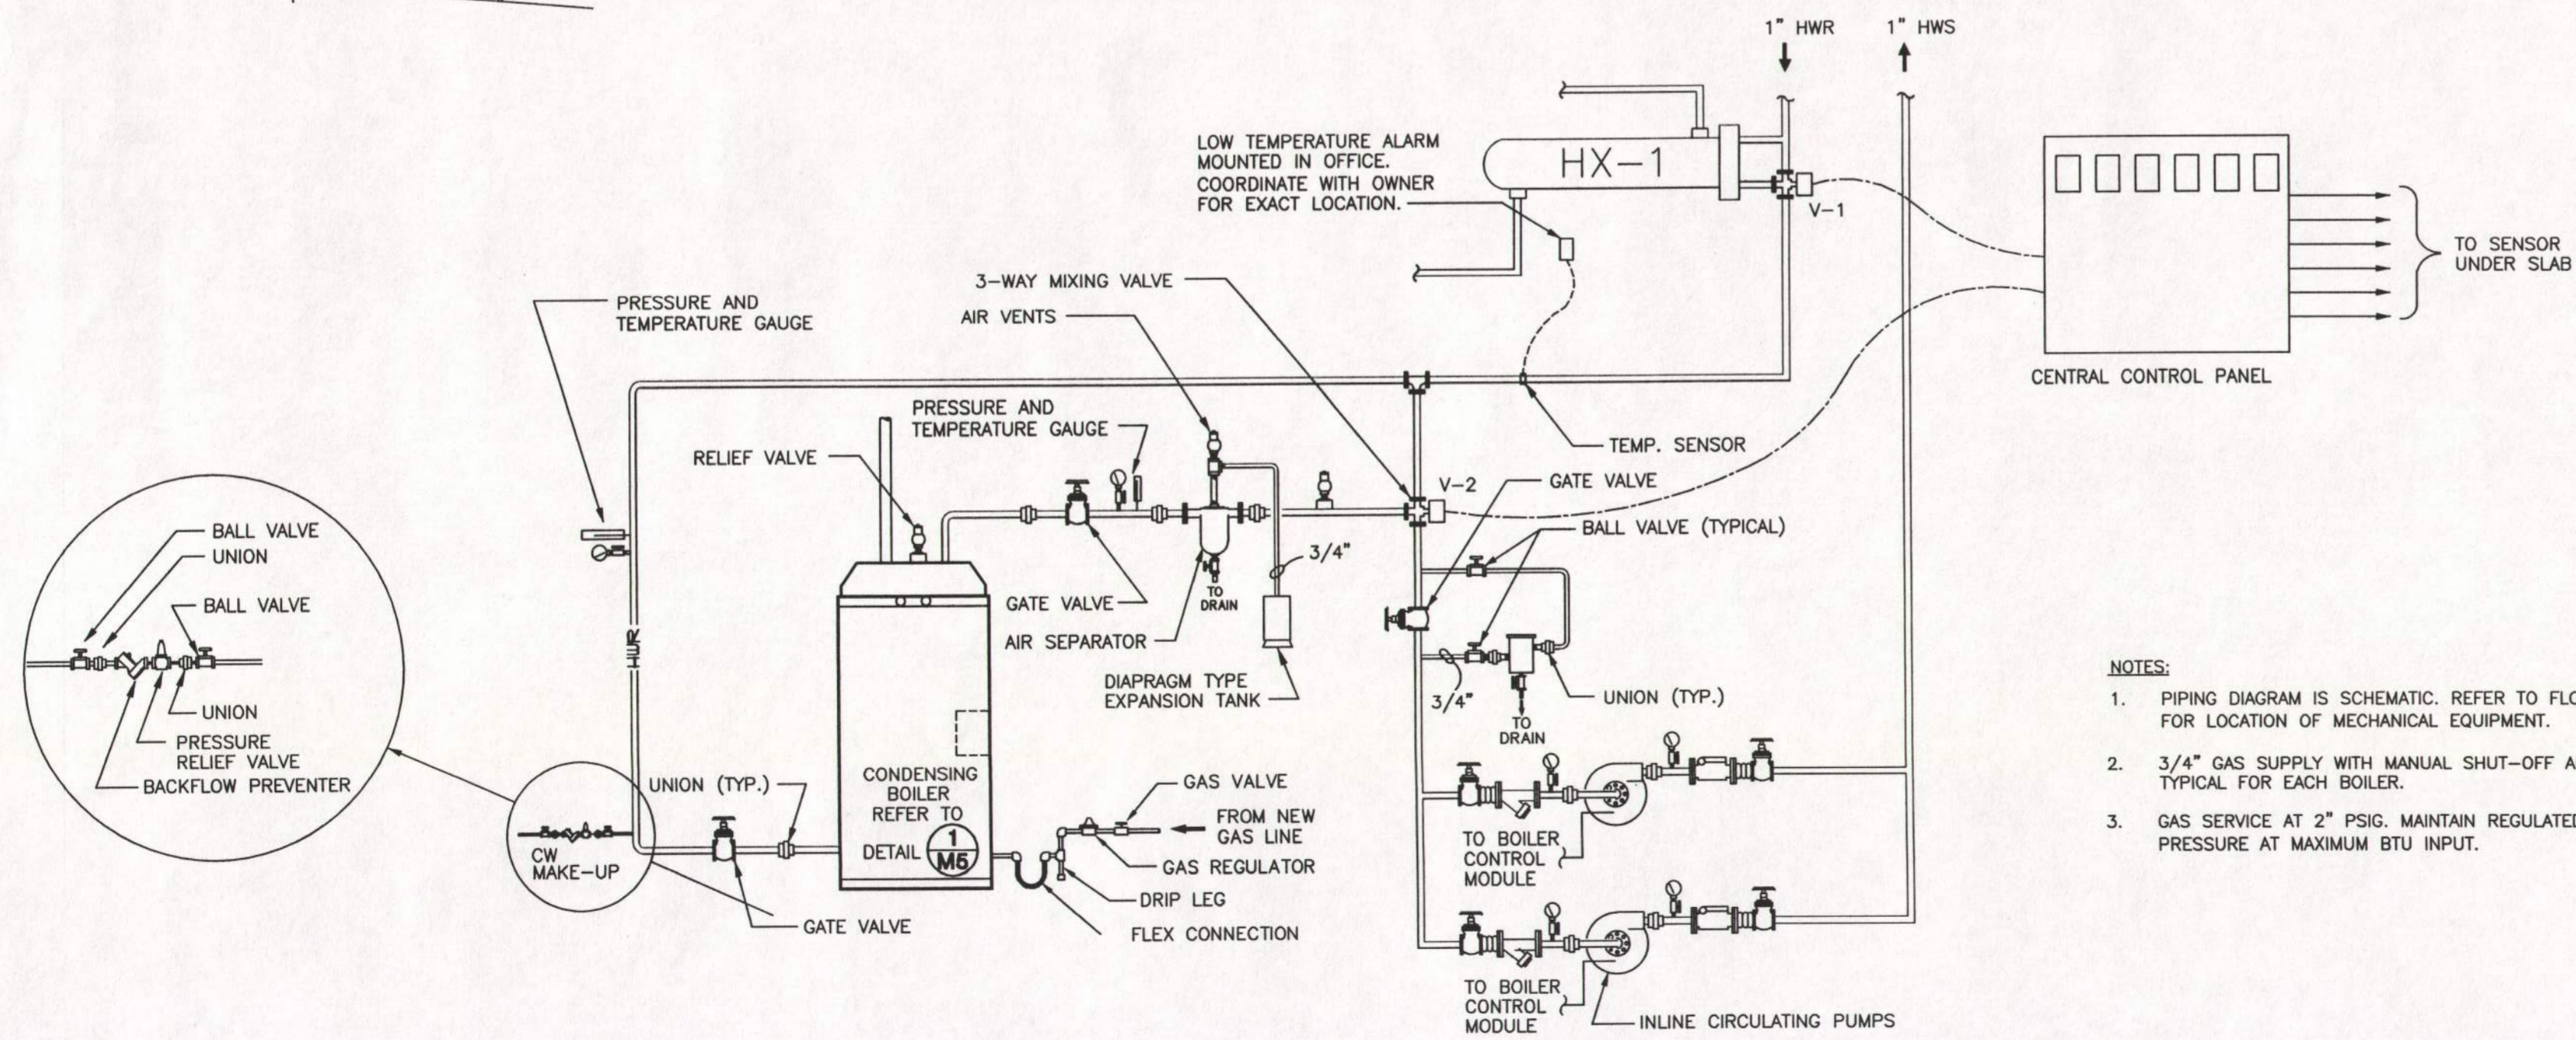 1" HWR
1" HWS
LOW TEMPERATURE ALARM
MOUNTED IN OFFICE.
COORDINATE WITH OWNER
FOR EXACT LOCATION.
HX-1
V-1
TO SENSOR
UNDER SLAB
CENTRAL CONTROL PANEL
3-WAY MIXING VALVE
AIR VENTS
PRESSURE AND
TEMPERATURE GAUGE
PRESSURE AND
TEMPERATURE GAUGE
RELIEF VALVE
TEMP. SENSOR
V-2
GATE VALVE
BALL VALVE (TYPICAL)
3/4"
TO
DRAIN
GATE VALVE
AIR SEPARATOR
DIAPRAGM TYPE
EXPANSION TANK
3/4"
TO
DRAIN
UNION (TYP.)
BALL VALVE
UNION
BALL VALVE
UNION
PRESSURE
RELIEF VALVE
BACKFLOW PREVENTER
HWR
CW
MAKE-UP
UNION (TYP.)
GATE VALVE
CONDENSING
BOILER
REFER TO
DETAIL 1
M5
GAS VALVE
FROM NEW
GAS LINE
GAS REGULATOR
DRIP LEG
FLEX CONNECTION
TO BOILER
CONTROL
MODULE
TO BOILER
CONTROL
MODULE
INLINE CIRCULATING PUMPS
NOTES:
1. PIPING DIAGRAM IS SCHEMATIC. REFER TO FLO
FOR LOCATION OF MECHANICAL EQUIPMENT.
2. 3/4" GAS SUPPLY WITH MANUAL SHUT-OFF A
TYPICAL FOR EACH BOILER.
3. GAS SERVICE AT 2" PSIG. MAINTAIN REGULATED
PRESSURE AT MAXIMUM BTU INPUT.